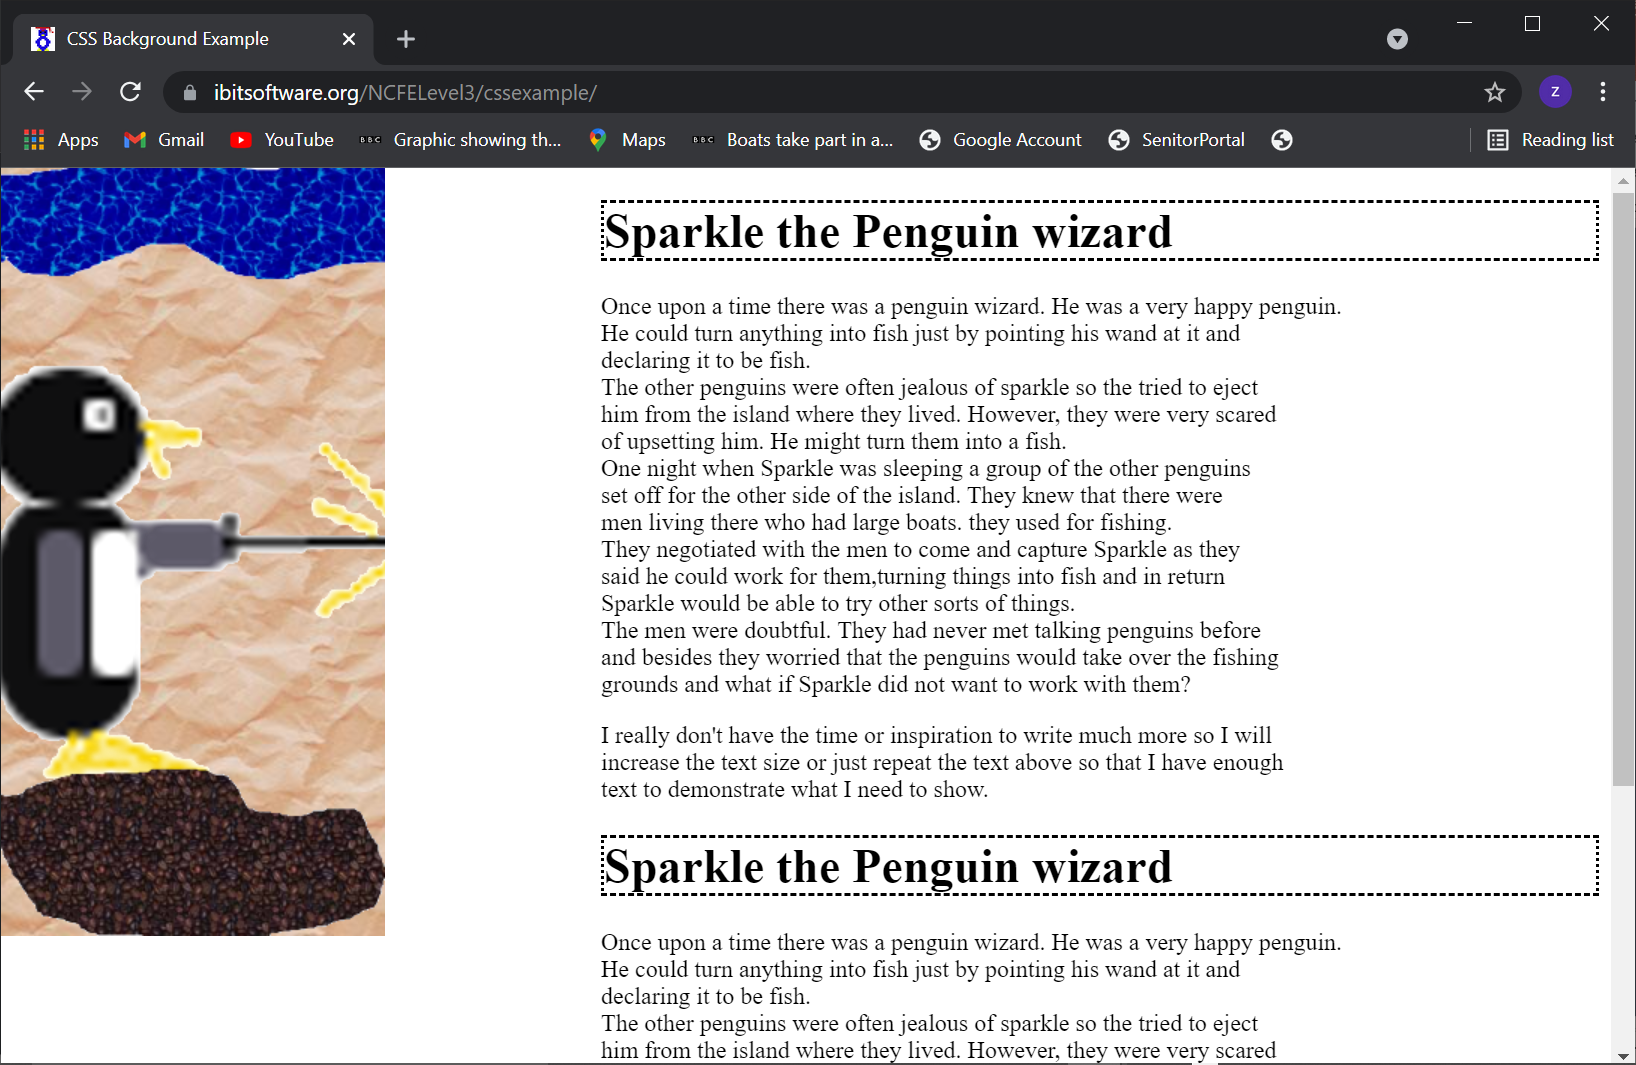 CSS Background Example
ibitsoftware.org/NCFELevel3/cssexample/
z
Apps Gmail YouTube BBC Graphic showing th... Maps BBC Boats take part in a... Google Account SenitorPortal Reading list
Sparkle the Penguin wizard
Once upon a time there was a penguin wizard. He was a very happy penguin.
He could turn anything into fish just by pointing his wand at it and
declaring it to be fish.
The other penguins were often jealous of sparkle so the tried to eject
him from the island where they lived. However, they were very scared
of upsetting him. He might turn them into a fish.
One night when Sparkle was sleeping a group of the other penguins
set off for the other side of the island. They knew that there were
men living there who had large boats. they used for fishing.
They negotiated with the men to come and capture Sparkle as they
said he could work for them,turning things into fish and in return
Sparkle would be able to try other sorts of things.
The men were doubtful. They had never met talking penguins before
and besides they worried that the penguins would take over the fishing
grounds and what if Sparkle did not want to work with them?
I really don't have the time or inspiration to write much more so I will
increase the text size or just repeat the text above so that I have enough
text to demonstrate what I need to show.
Sparkle the Penguin wizard
Once upon a time there was a penguin wizard. He was a very happy penguin.
He could turn anything into fish just by pointing his wand at it and
declaring it to be fish.
The other penguins were often jealous of sparkle so the tried to eject
him from the island where they lived. However, they were very scared